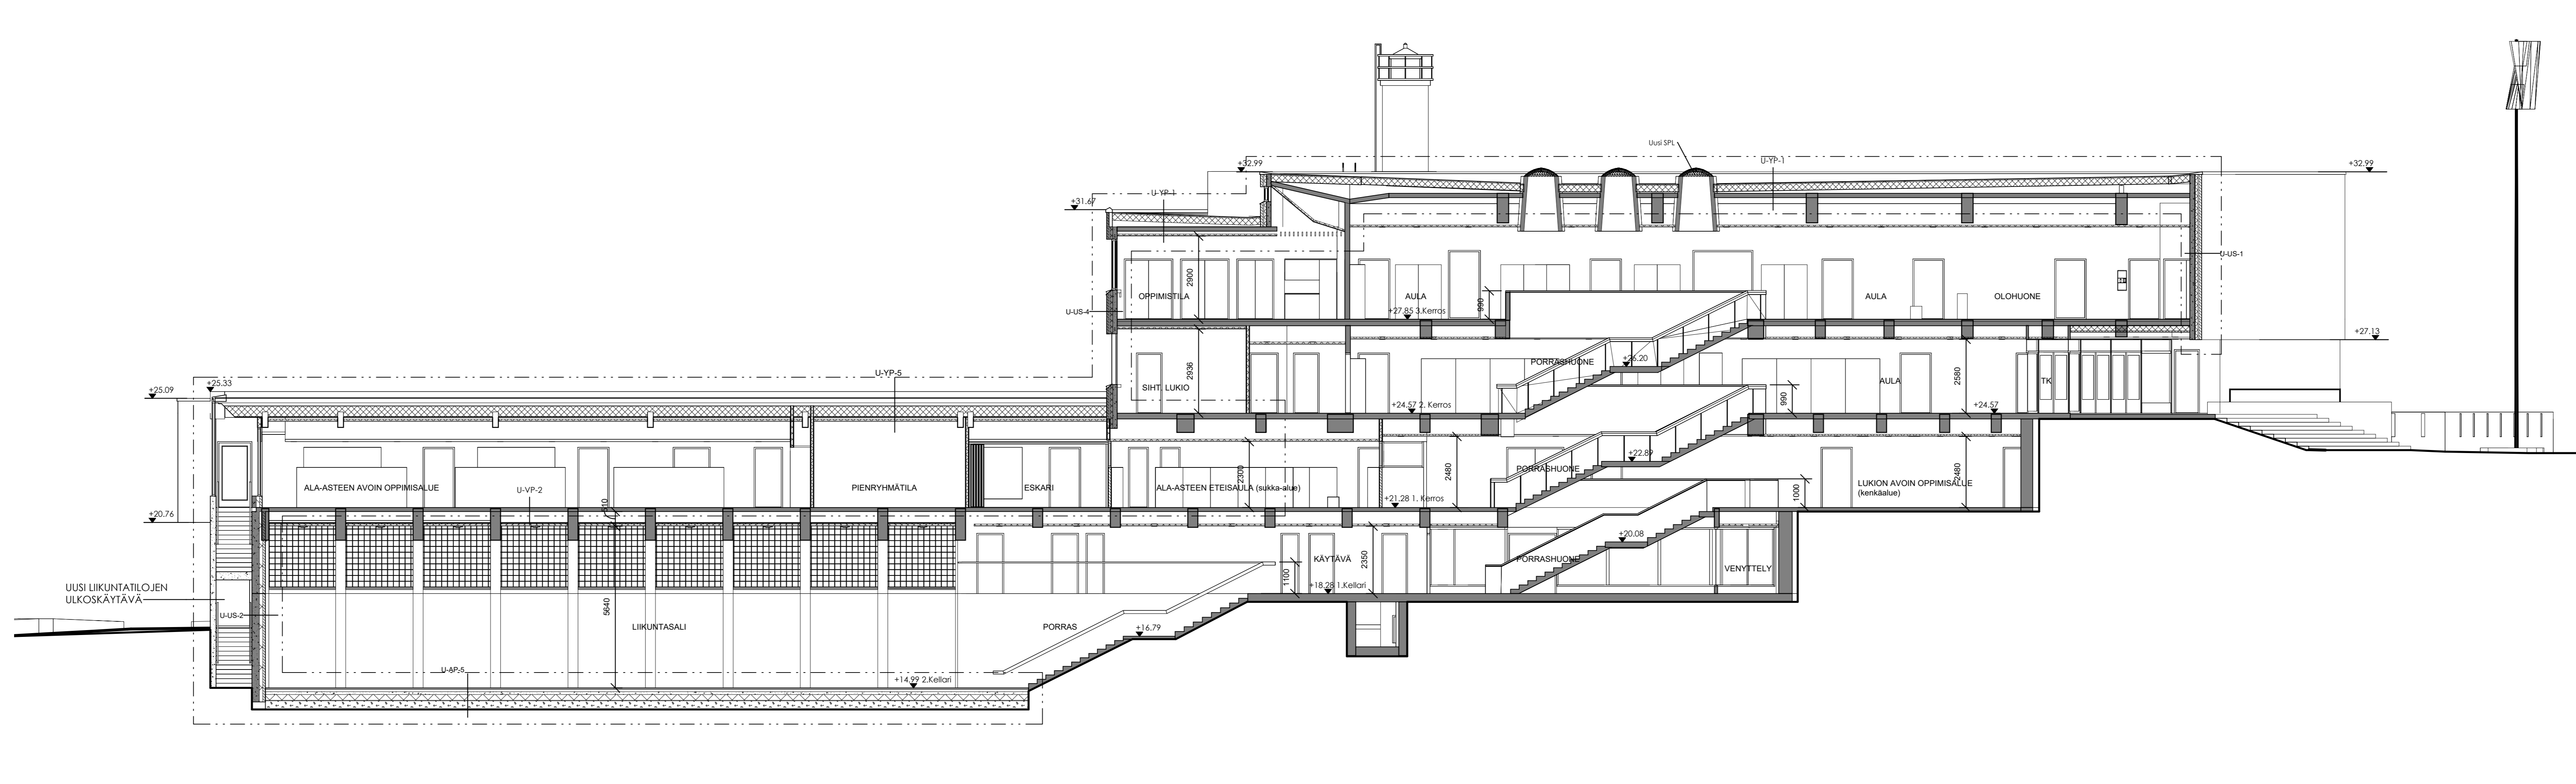 Uusi SPL
U-YP-1
+32.99
+32.99
U-YP-1
+31.67
U-US-1
2900
OPPIMISTILA
AULA
990
AULA
OLOHUONE
U-US-4
+27.85 3.Kerros
+27.13
PORRASHUONE
+26.20
2936
2580
U-YP-5
SIHT. LUKIO
AULA
TK
+25.09
+25.33
990
+24.57 2. Kerros
+24.57
+22.89
PORRASHUONE
2300
2480
2480
ALA-ASTEEN AVOIN OPPIMISALUE
U-VP-2
PIENRYHMÄTILA
ESKARI
ALA-ASTEEN ETEISAULA (sukka-alue)
LUKION AVOIN OPPIMISALUE
(kenkäalue)
1000
+21.28 1. Kerros
510
+20.76
+20.08
KÄYTÄVÄ
2350
PORRASHUONE
VENYTTELY
1100
+18.28 1.Kellari
UUSI LIIKUNTATILOJEN
ULKOSKÄYTÄVÄ
5640
U-US-2
LIIKUNTASALI
PORRAS
+16.79
U-AP-5
+14.99 2.Kellari